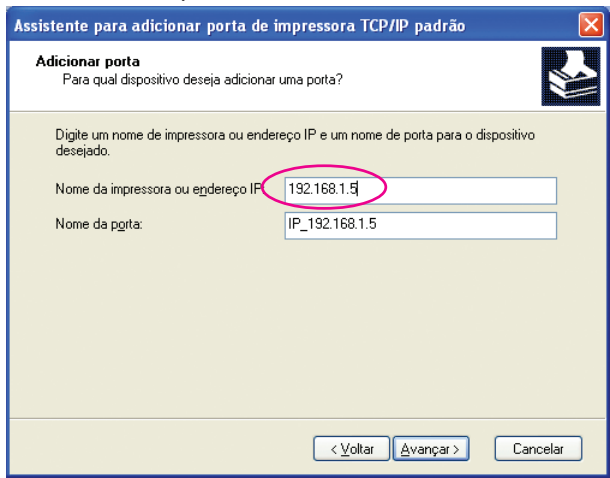 Assistente para adicionar porta de impressora TCP/IP padrão
Adicionar porta
Para qual dispositivo deseja adicionar uma porta?
Digite um nome de impressora ou endereço IP e um nome de porta para o dispositivo
desejado.
Nome da impressora ou endereço IP 192.168.1.5
Nome da porta: IP_192.168.1.5
< Voltar Avançar > Cancelar